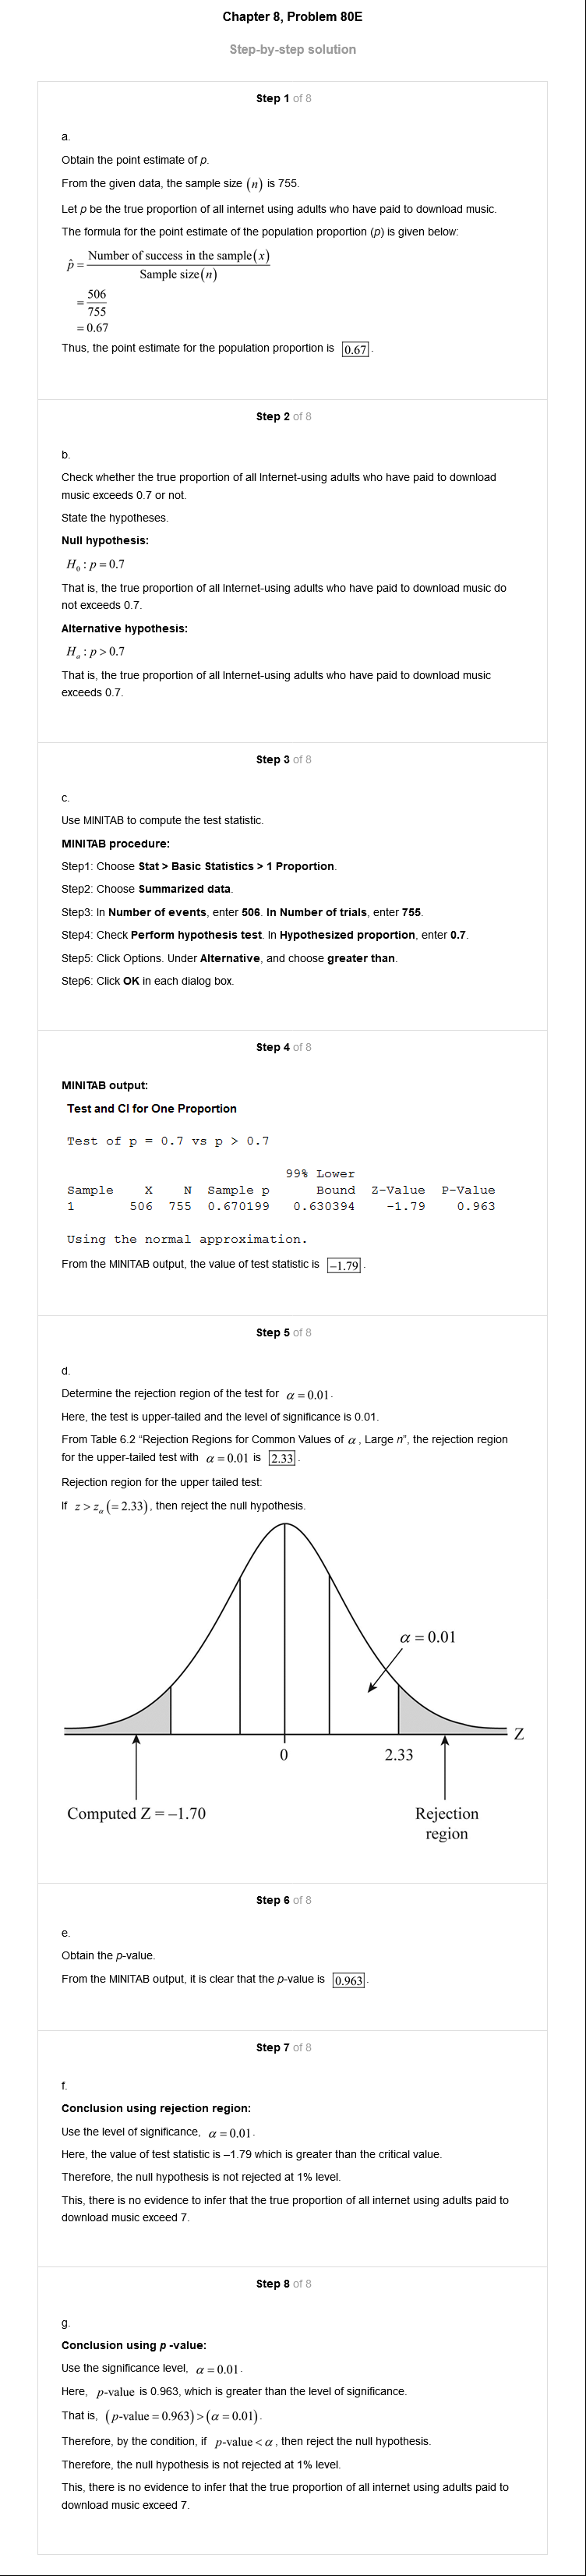 Chapter 8, Problem 80E
Step-by-step solution
Step 1 of 8
a.
Obtain the point estimate of p.
From the given data, the sample size (n) is 755.
Let p be the true proportion of all internet using adults who have paid to download music.
The formula for the point estimate of the population proportion (p) is given below:
p̂ = Number of success in the sample(x) / Sample size(n)
= 506 / 755
= 0.67
Thus, the point estimate for the population proportion is 0.67.
Step 2 of 8
b.
Check whether the true proportion of all Internet-using adults who have paid to download
music exceeds 0.7 or not.
State the hypotheses.
Null hypothesis:
H₀ : p = 0.7
That is, the true proportion of all Internet-using adults who have paid to download music do
not exceeds 0.7.
Alternative hypothesis:
Hₐ : p > 0.7
That is, the true proportion of all Internet-using adults who have paid to download music
exceeds 0.7.
Step 3 of 8
c.
Use MINITAB to compute the test statistic.
MINITAB procedure:
Step1: Choose Stat > Basic Statistics > 1 Proportion.
Step2: Choose Summarized data.
Step3: In Number of events, enter 506. In Number of trials, enter 755.
Step4: Check Perform hypothesis test. In Hypothesized proportion, enter 0.7.
Step5: Click Options. Under Alternative, and choose greater than.
Step6: Click OK in each dialog box.
Step 4 of 8
MINITAB output:
Test and CI for One Proportion
Test of p = 0.7 vs p > 0.7
99% Lower
Sample X N Sample p Bound Z-Value P-Value
1 506 755 0.670199 0.630394 -1.79 0.963
Using the normal approximation.
From the MINITAB output, the value of test statistic is –1.79.
Step 5 of 8
d.
Determine the rejection region of the test for α = 0.01.
Here, the test is upper-tailed and the level of significance is 0.01.
From Table 6.2 “Rejection Regions for Common Values of α, Large n”, the rejection region
for the upper-tailed test with α = 0.01 is 2.33.
Rejection region for the upper tailed test:
If z > zα (= 2.33), then reject the null hypothesis.
α = 0.01
Z
0 2.33
Computed Z = –1.70 Rejection
region
Step 6 of 8
e.
Obtain the p-value.
From the MINITAB output, it is clear that the p-value is 0.963.
Step 7 of 8
f.
Conclusion using rejection region:
Use the level of significance, α = 0.01.
Here, the value of test statistic is –1.79 which is greater than the critical value.
Therefore, the null hypothesis is not rejected at 1% level.
This, there is no evidence to infer that the true proportion of all internet using adults paid to
download music exceed 7.
Step 8 of 8
g.
Conclusion using p -value:
Use the significance level, α = 0.01.
Here, p-value is 0.963, which is greater than the level of significance.
That is, (p-value = 0.963) > (α = 0.01).
Therefore, by the condition, if p-value < α, then reject the null hypothesis.
Therefore, the null hypothesis is not rejected at 1% level.
This, there is no evidence to infer that the true proportion of all internet using adults paid to
download music exceed 7.